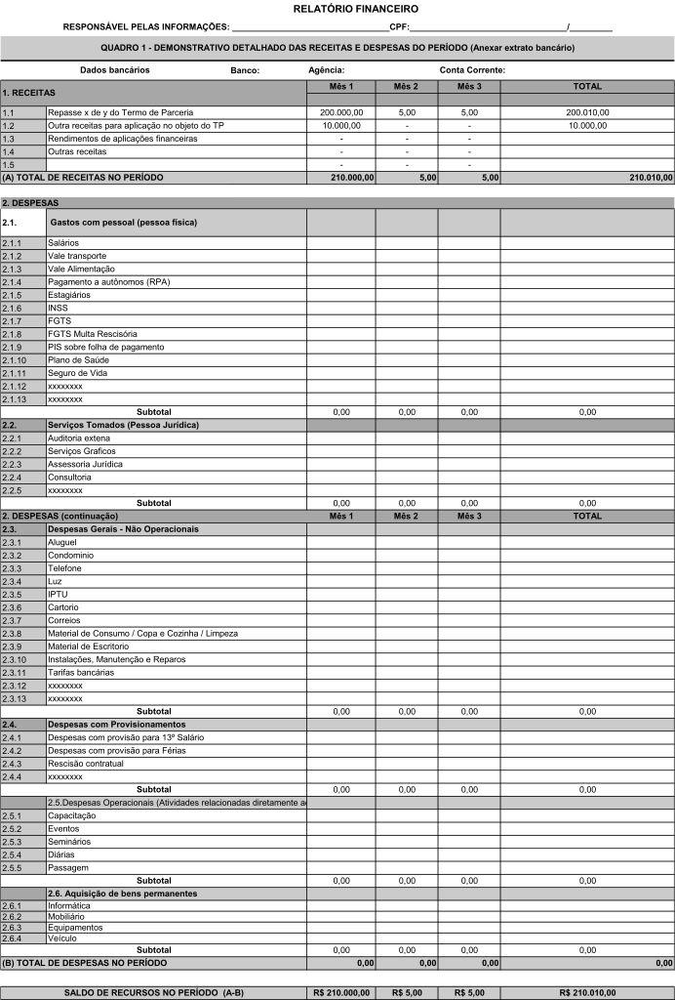 RELATÓRIO FINANCEIRO
RESPONSÁVEL PELAS INFORMAÇÕES: ____________________________CPF:____________________________/________
QUADRO 1 - DEMONSTRATIVO DETALHADO DAS RECEITAS E DESPESAS DO PERÍODO (Anexar extrato bancário)
Dados bancários Banco: Agência: Conta Corrente:
1. RECEITAS Mês 1 Mês 2 Mês 3 TOTAL
1.1 Repasse x de y do Termo de Parceria 200.000,00 5,00 5,00 200.010,00
1.2 Outra receitas para aplicação no objeto do TP 10.000,00 - - 10.000,00
1.3 Rendimentos de aplicações financeiras - - -
1.4 Outras receitas - - -
1.5 - - -
(A) TOTAL DE RECEITAS NO PERÍODO 210.000,00 5,00 5,00 210.010,00
2. DESPESAS
2.1. Gastos com pessoal (pessoa física)
2.1.1 Salários
2.1.2 Vale transporte
2.1.3 Vale Alimentação
2.1.4 Pagamento a autônomos (RPA)
2.1.5 Estagiários
2.1.6 INSS
2.1.7 FGTS
2.1.8 FGTS Multa Rescisória
2.1.9 PIS sobre folha de pagamento
2.1.10 Plano de Saúde
2.1.11 Seguro de Vida
2.1.12 xxxxxxxx
2.1.13 xxxxxxxx
Subtotal 0,00 0,00 0,00 0,00
2.2. Serviços Tomados (Pessoa Jurídica)
2.2.1 Auditoria extena
2.2.2 Serviços Graficos
2.2.3 Assessoria Jurídica
2.2.4 Consultoria
2.2.5 xxxxxxxx
Subtotal 0,00 0,00 0,00 0,00
2. DESPESAS (continuação) Mês 1 Mês 2 Mês 3 TOTAL
2.3. Despesas Gerais - Não Operacionais
2.3.1 Aluguel
2.3.2 Condominio
2.3.3 Telefone
2.3.4 Luz
2.3.5 IPTU
2.3.6 Cartorio
2.3.7 Correios
2.3.8 Material de Consumo / Copa e Cozinha / Limpeza
2.3.9 Material de Escritorio
2.3.10 Instalações, Manutenção e Reparos
2.3.11 Tarifas bancárias
2.3.12 xxxxxxxx
2.3.13 xxxxxxxx
Subtotal 0,00 0,00 0,00 0,00
2.4. Despesas com Provisionamentos
2.4.1 Despesas com provisão para 13º Salário
2.4.2 Despesas com provisão para Férias
2.4.3 Rescisão contratual
2.4.4 xxxxxxxx
Subtotal 0,00 0,00 0,00 0,00
2.5.Despesas Operacionais (Atividades relacionadas diretamente a
2.5.1 Capacitação
2.5.2 Eventos
2.5.3 Seminários
2.5.4 Diárias
2.5.5 Passagem
Subtotal 0,00 0,00 0,00 0,00
2.6. Aquisição de bens permanentes
2.6.1 Informática
2.6.2 Mobiliário
2.6.3 Equipamentos
2.6.4 Veículo
Subtotal 0,00 0,00 0,00 0,00
(B) TOTAL DE DESPESAS NO PERÍODO 0,00 0,00 0,00 0,00
SALDO DE RECURSOS NO PERÍODO (A-B) R$ 210.000,00 R$ 5,00 R$ 5,00 R$ 210.010,00